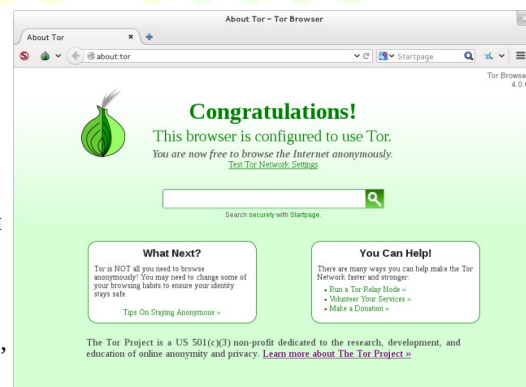 About Tor - Tor Browser
About Tor
about:tor
Startpage
Tor Browse
4.0.
Congratulations!
This browser is configured to use Tor.
You are now free to browse the Internet anonymously.
Test Tor Network Settings
Search securely with Startpage.
What Next?
Tor is NOT all you need to browse
anonymously! You may need to change some of
your browsing habits to ensure your identity
stays safe.
Tips On Staying Anonymous »
You Can Help!
There are many ways you can help make the Tor
Network faster and stronger:
• Run a Tor Relay Node »
• Volunteer Your Services »
• Make a Donation »
The Tor Project is a US 501(c)(3) non-profit dedicated to the research, development, and
education of online anonymity and privacy. Learn more about The Tor Project »